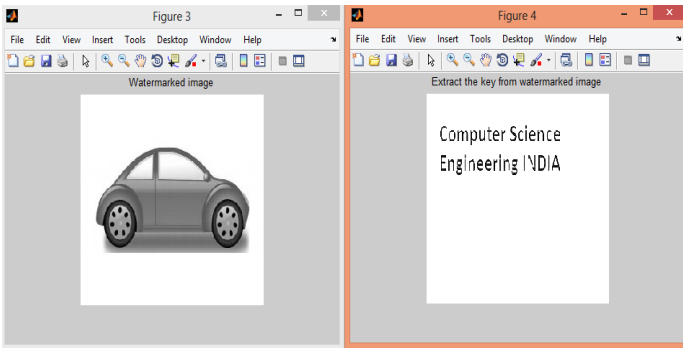 Figure 3
File Edit View Insert Tools Desktop Window Help
Watermarked image
Figure 4
File Edit View Insert Tools Desktop Window Help
Extract the key from watermarked image
Computer Science
Engineering INDIA